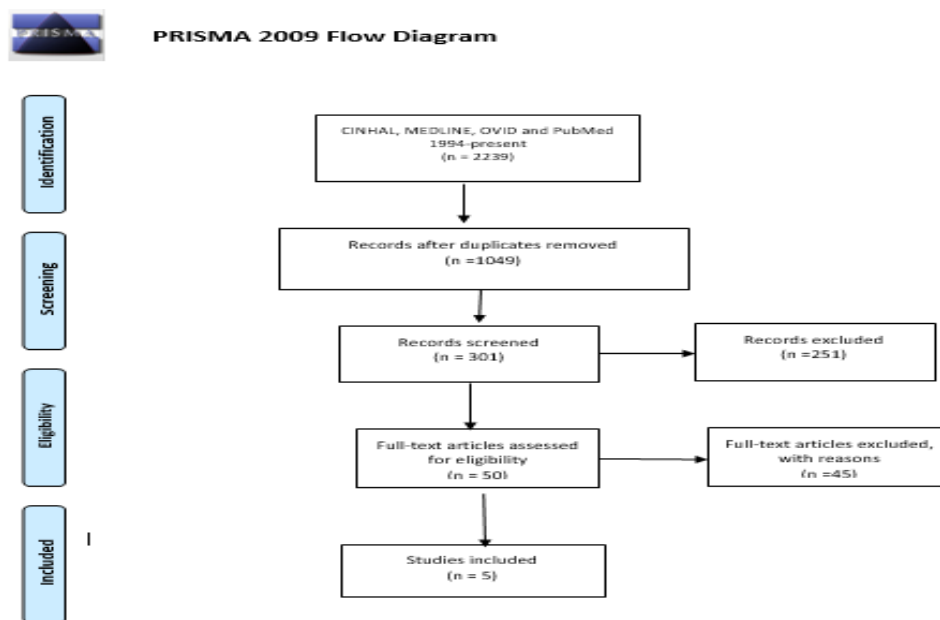 PRISMA
PRISMA 2009 Flow Diagram
Identification
CINHAL, MEDLINE, OVID and PubMed
1994-present
(n = 2239)
Screening
Records after duplicates removed
(n =1049)
Records screened
(n = 301)
Records excluded
(n =251)
Eligibility
Full-text articles assessed
for eligibility
(n = 50)
Full-text articles excluded,
with reasons
(n =45)
Included
I
Studies included
(n = 5)